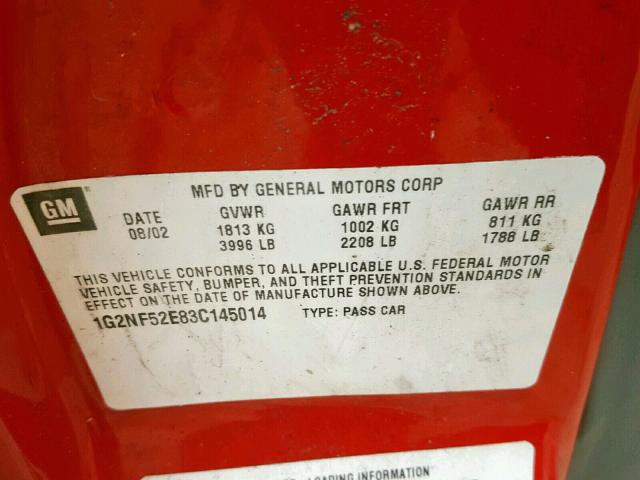 GM
MFD BY GENERAL MOTORS CORP
DATE GVWR GAWR FRT GAWR RR
08/02 1813 KG 1002 KG 811 KG
3996 LB 2208 LB 1788 LB
THIS VEHICLE CONFORMS TO ALL APPLICABLE U.S. FEDERAL MOTOR
VEHICLE SAFETY, BUMPER, AND THEFT PREVENTION STANDARDS IN
EFFECT ON THE DATE OF MANUFACTURE SHOWN ABOVE.
1G2NF52E83C145014 TYPE: PASS CAR
LOADING INFORMATION